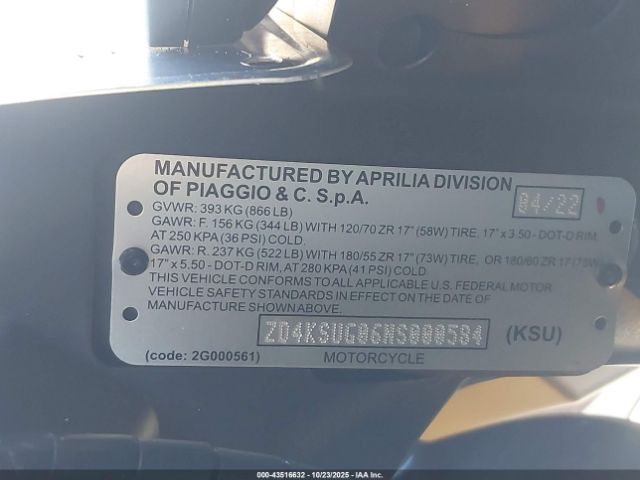 MANUFACTURED BY APRILIA DIVISION
OF PIAGGIO & C. S.p.A.
04/22
GVWR: 393 KG (866 LB)
GAWR: F. 156 KG (344 LB) WITH 120/70 ZR 17" (58W) TIRE, 17" x 3.50 - DOT-D RIM,
AT 250 KPA (36 PSI) COLD.
GAWR: R. 237 KG (522 LB) WITH 180/55 ZR 17" (73W) TIRE, OR 180/60 ZR 17 (73W)
17" x 5.50 - DOT-D RIM, AT 280 KPA (41 PSI) COLD
THIS VEHICLE CONFORMS TO ALL APPLICABLE U.S. FEDERAL MOTOR
VEHICLE SAFETY STANDARDS IN EFFECT ON THE DATE OF
MANUFACTURE SHOWN ABOVE.
ZD4KSUG06NS000584 (KSU)
(code: 2G000561) MOTORCYCLE
000-43516632 - 10/23/2025 - IAAI.COM